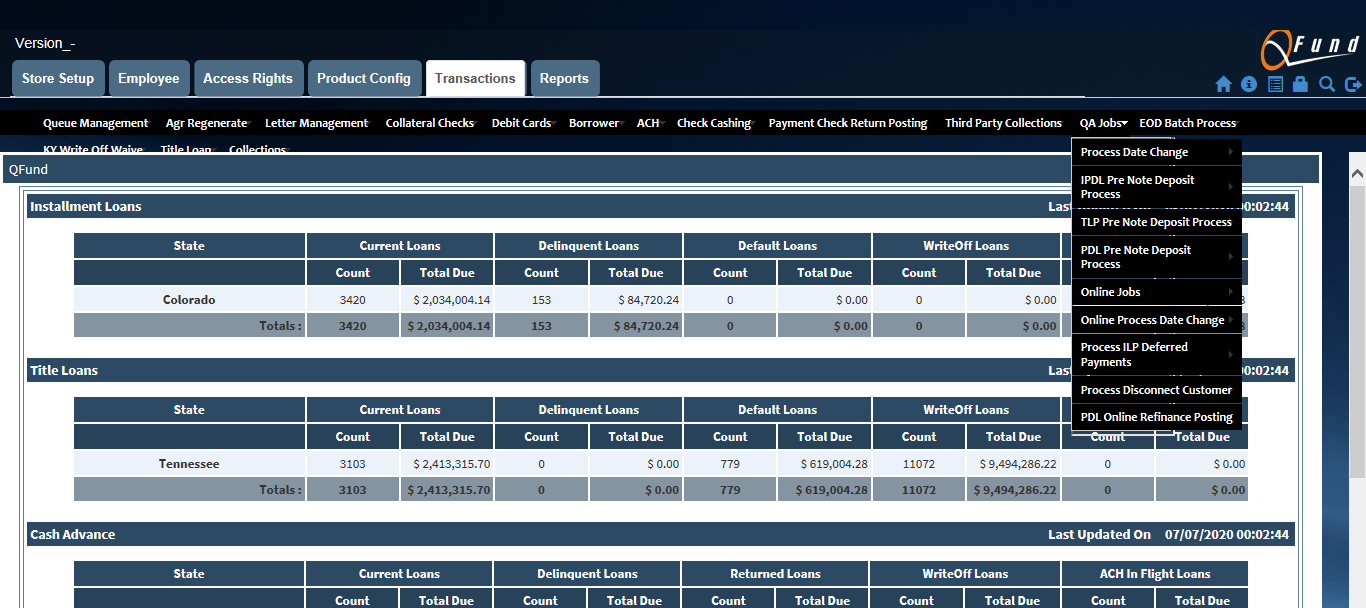 Version_-
QFund
Store Setup Employee Access Rights Product Config Transactions Reports
Queue Management Agr Regenerate Letter Management Collateral Checks Debit Cards Borrower ACH Check Cashing Payment Check Return Posting Third Party Collections QA Jobs EOD Batch Process
KY Write Off Waive Title Loan Collections
Process Date Change
IPDL Pre Note Deposit
Process
TLP Pre Note Deposit Process
PDL Pre Note Deposit
Process
Online Jobs
Online Process Date Change
Process ILP Deferred
Payments
Process Disconnect Customer
PDL Online Refinance Posting
QFund
Installment Loans 0:02:44
State Current Loans Delinquent Loans Default Loans WriteOff Loans
Count Total Due Count Total Due Count Total Due Count Total Due
Colorado 3420 $ 2,034,004.14 153 $ 84,720.24 0 $ 0.00 0 $ 0.00
Totals : 3420 $ 2,034,004.14 153 $ 84,720.24 0 $ 0.00 0 $ 0.00
Title Loans 0:02:44
State Current Loans Delinquent Loans Default Loans WriteOff Loans
Count Total Due Count Total Due Count Total Due Count Total Due Count Total Due
Tennessee 3103 $ 2,413,315.70 0 $ 0.00 779 $ 619,004.28 11072 $ 9,494,286.22 0 $ 0.00
Totals : 3103 $ 2,413,315.70 0 $ 0.00 779 $ 619,004.28 11072 $ 9,494,286.22 0 $ 0.00
Cash Advance Last Updated On 07/07/2020 00:02:44
State Current Loans Delinquent Loans Returned Loans WriteOff Loans ACH In Flight Loans
Count Total Due Count Total Due Count Total Due Count Total Due Count Total Due